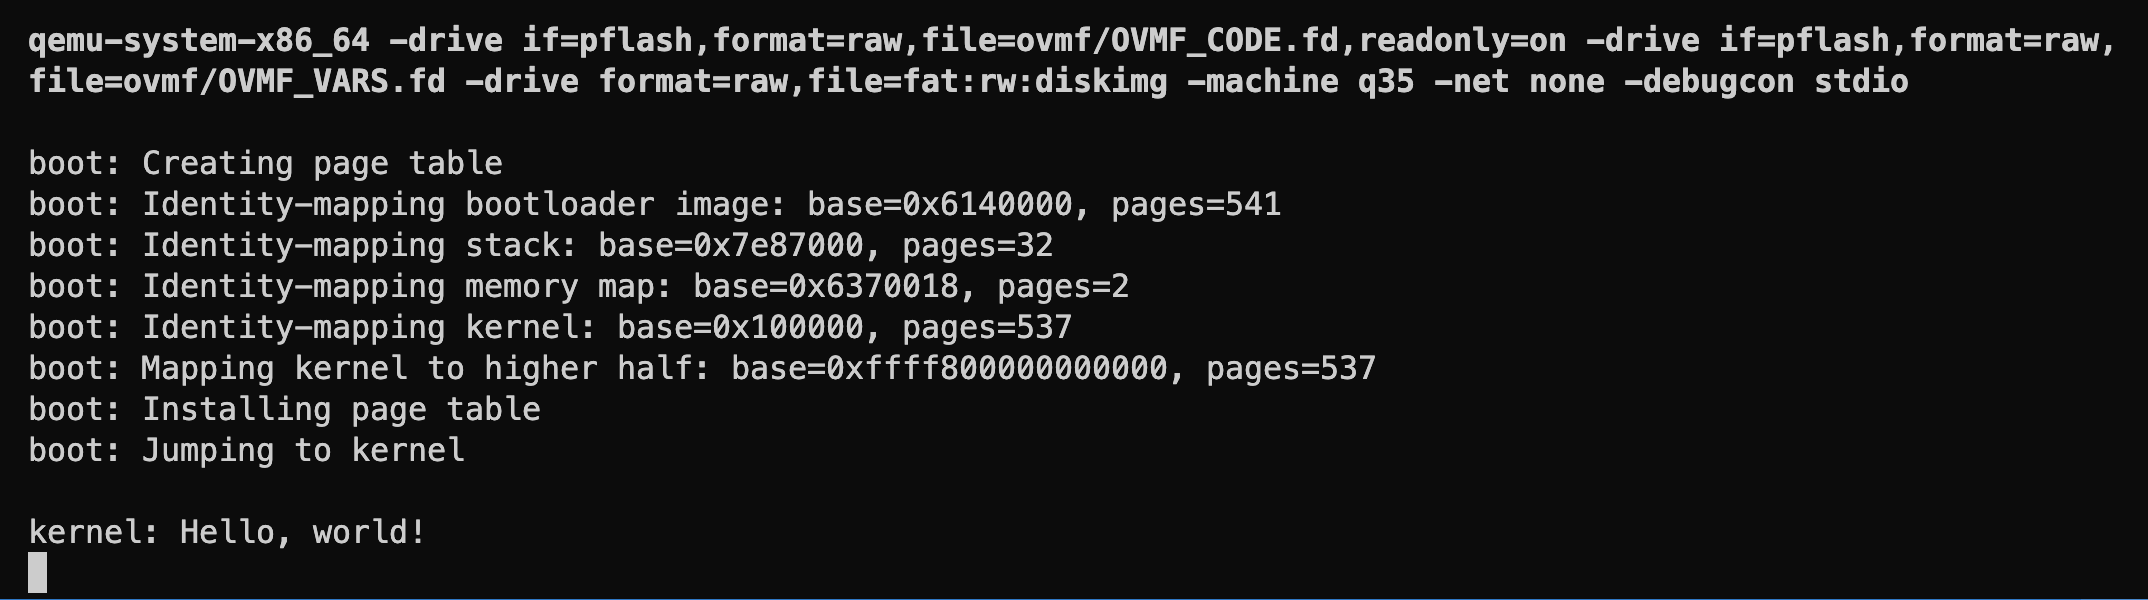 qemu-system-x86_64 -drive if=pflash,format=raw,file=ovmf/OVMF_CODE.fd,readonly=on -drive if=pflash,format=raw,
file=ovmf/OVMF_VARS.fd -drive format=raw,file=fat:rw:diskimg -machine q35 -net none -debugcon stdio
boot: Creating page table
boot: Identity-mapping bootloader image: base=0x6140000, pages=541
boot: Identity-mapping stack: base=0x7e87000, pages=32
boot: Identity-mapping memory map: base=0x6370018, pages=2
boot: Identity-mapping kernel: base=0x100000, pages=537
boot: Mapping kernel to higher half: base=0xffff800000000000, pages=537
boot: Installing page table
boot: Jumping to kernel
kernel: Hello, world!